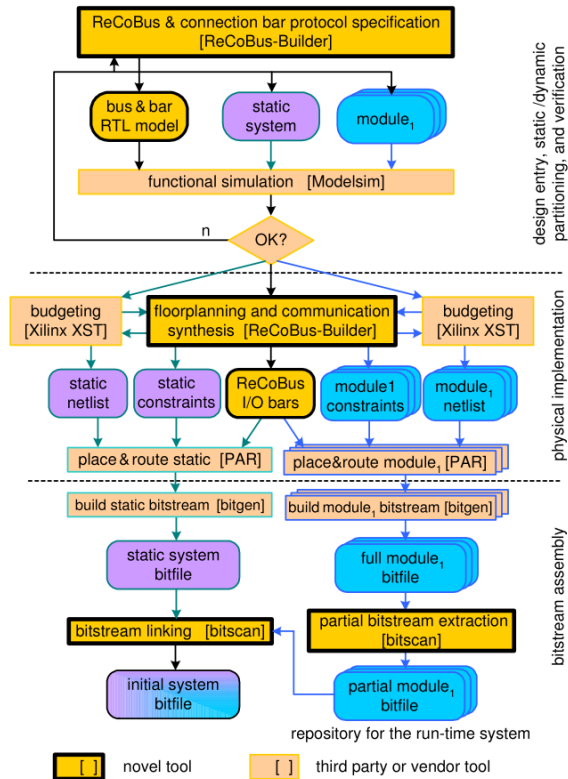 ReCoBus & connection bar protocol specification
[ReCoBus-Builder]
bus & bar
RTL model
static
system
module₁
functional simulation [Modelsim]
n
OK?
design entry, static /dynamic
partitioning, and verification
budgeting
[Xilinx XST]
floorplanning and communication
synthesis [ReCoBus-Builder]
budgeting
[Xilinx XST]
static
netlist
static
constraints
ReCoBus
I/O bars
module1
constraints
module₁
netlist
place & route static [PAR]
place&route module₁ [PAR]
physical implementation
build static bitstream [bitgen]
build module₁ bitstream [bitgen]
static system
bitfile
full module₁
bitfile
bitstream linking [bitscan]
partial bitstream extraction
[bitscan]
initial system
bitfile
partial module₁
bitfile
bitstream assembly
repository for the run-time system
[ ] novel tool
[ ] third party or vendor tool